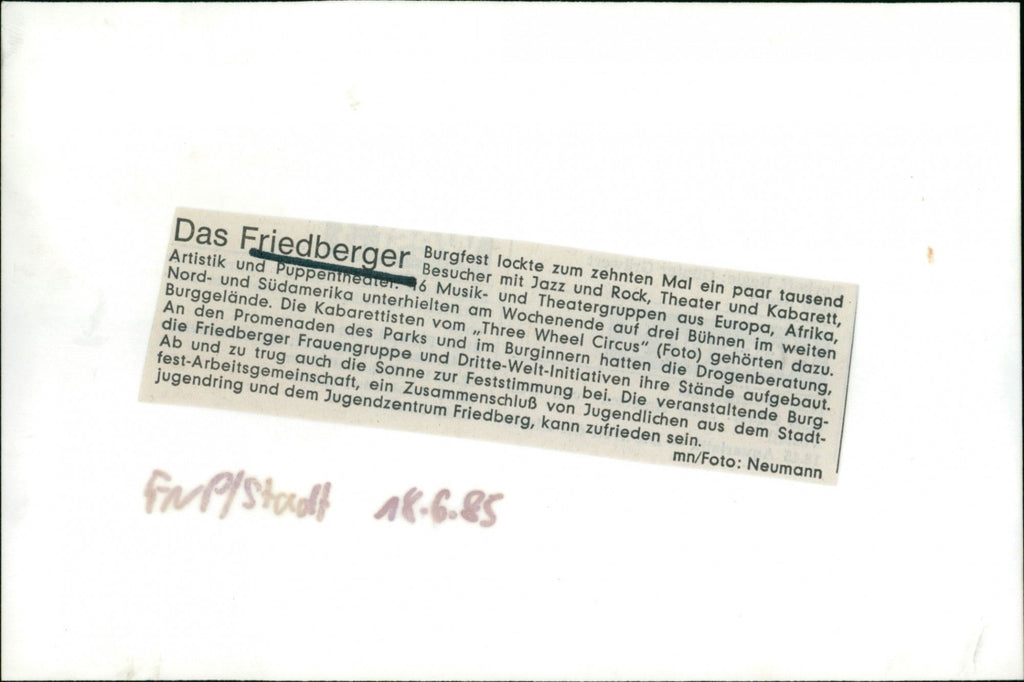 Das Friedberger Burgfest lockte zum zehnten Mal ein paar tausend
Besucher mit Jazz und Rock, Theater und Kabarett,
Artistik und Puppentheater. 6 Musik- und Theatergruppen aus Europa, Afrika,
Nord- und Südamerika unterhielten am Wochenende auf drei Bühnen im weiten
Burggelände. Die Kabarettisten vom „Three Wheel Circus" (Foto) gehörten dazu.
An den Promenaden des Parks und im Burginnern hatten die Drogenberatung,
die Friedberger Frauengruppe und Dritte-Welt-Initiativen ihre Stände aufgebaut.
Ab und zu trug auch die Sonne zur Feststimmung bei. Die veranstaltende Burg-
fest-Arbeitsgemeinschaft, ein Zusammenschluß von Jugendlichen aus dem Stadt-
jugendring und dem Jugendzentrum Friedberg, kann zufrieden sein.
mn/Foto: Neumann
FNP/Stadt 18.6.85